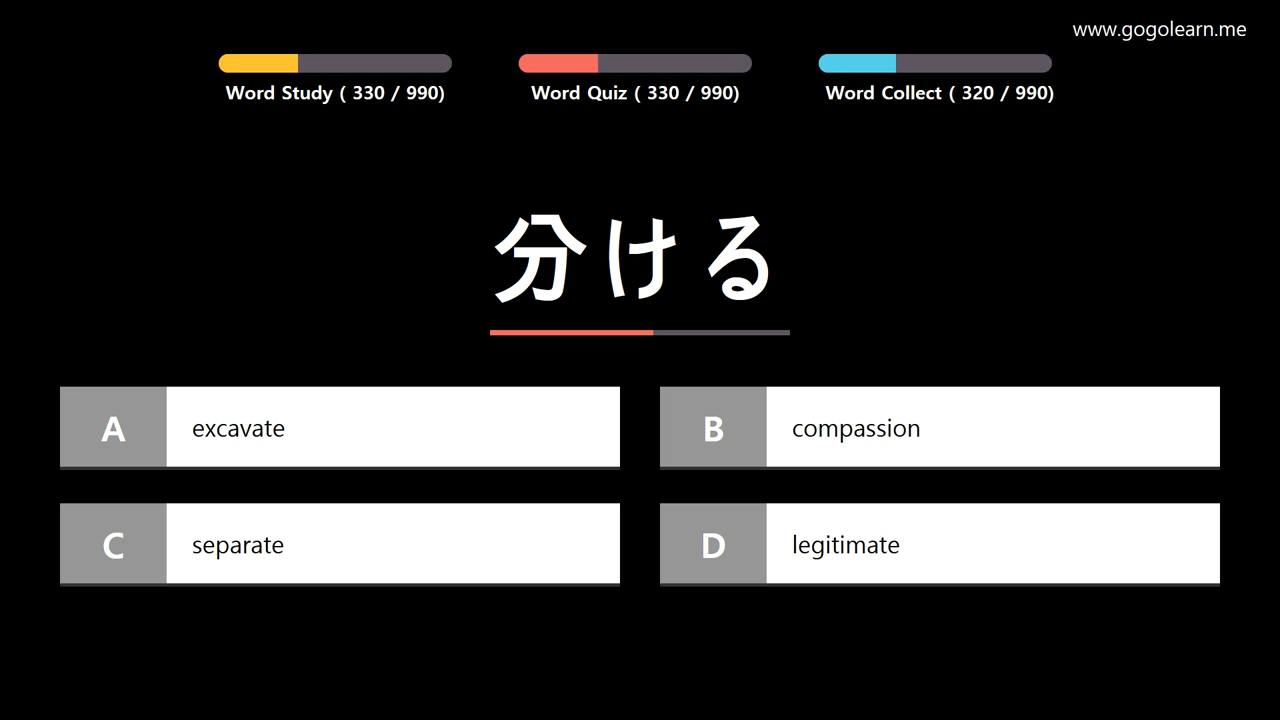 www.gogolearn.me
Word Study ( 330 / 990)
Word Quiz ( 330 / 990)
Word Collect ( 320 / 990)
分ける
A
excavate
B
compassion
C
separate
D
legitimate